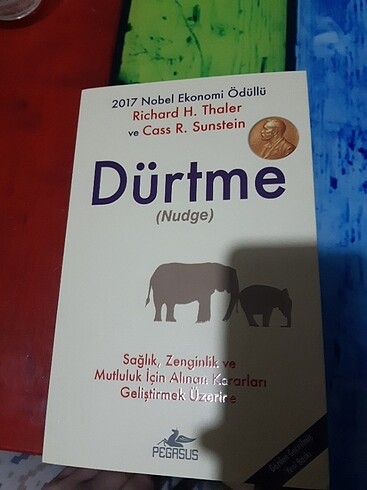 2017 Nobel Ekonomi Ödüllü
Richard H. Thaler
ve Cass R. Sunstein
Dürtme
(Nudge)
Sağlık, Zenginlik ve
Mutluluk İçin Alınan Kararları
Geliştirmek Üzerine
PEGASUS